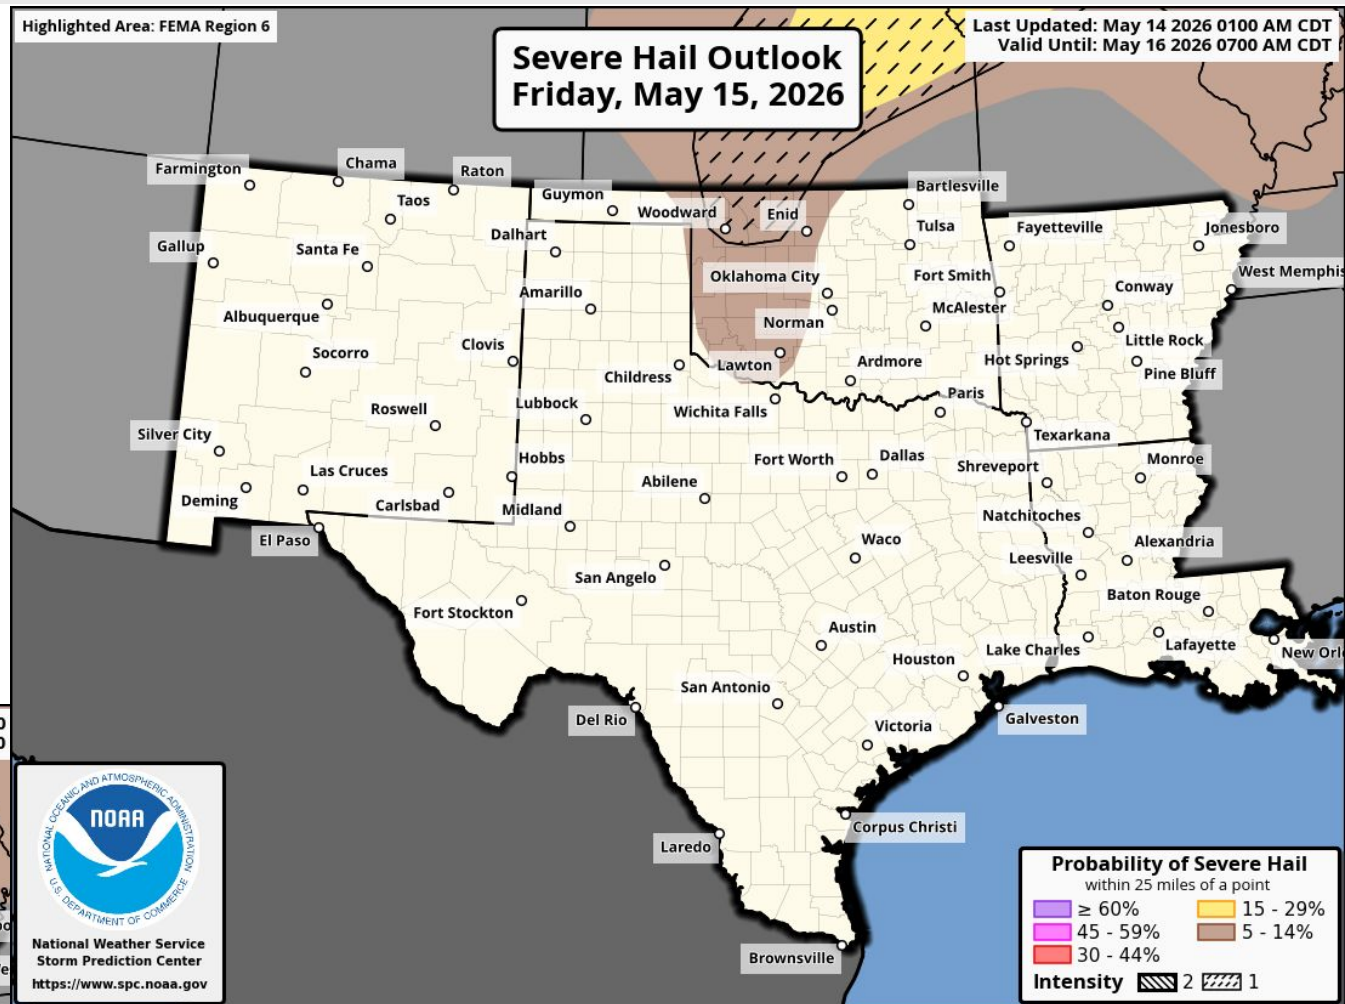 Highlighted Area: FEMA Region 6
Severe Hail Outlook
Friday, May 15, 2026
Last Updated: May 14 2026 0100 AM CDT
Valid Until: May 16 2026 0700 AM CDT
Farmington
Chama
Raton
Taos
Guymon
Woodward
Enid
Bartlesville
Tulsa
Fayetteville
Jonesboro
Gallup
Santa Fe
Dalhart
Oklahoma City
Fort Smith
West Memphis
Albuquerque
Amarillo
Norman
McAlester
Conway
Socorro
Clovis
Childress
Lawton
Ardmore
Hot Springs
Little Rock
Pine Bluff
Roswell
Lubbock
Wichita Falls
Paris
Texarkana
Silver City
Las Cruces
Hobbs
Abilene
Fort Worth
Dallas
Shreveport
Monroe
Deming
Carlsbad
Midland
Natchitoches
El Paso
San Angelo
Waco
Leesville
Alexandria
Fort Stockton
Baton Rouge
Austin
Houston
Lake Charles
Lafayette
New Orl
San Antonio
Del Rio
Victoria
Galveston
Corpus Christi
Laredo
Brownsville
NATIONAL OCEANIC AND ATMOSPHERIC ADMINISTRATION
NOAA
U.S. DEPARTMENT OF COMMERCE
National Weather Service
Storm Prediction Center
https://www.spc.noaa.gov
Probability of Severe Hail
within 25 miles of a point
≥ 60% 15 - 29%
45 - 59% 5 - 14%
30 - 44%
Intensity 2 1